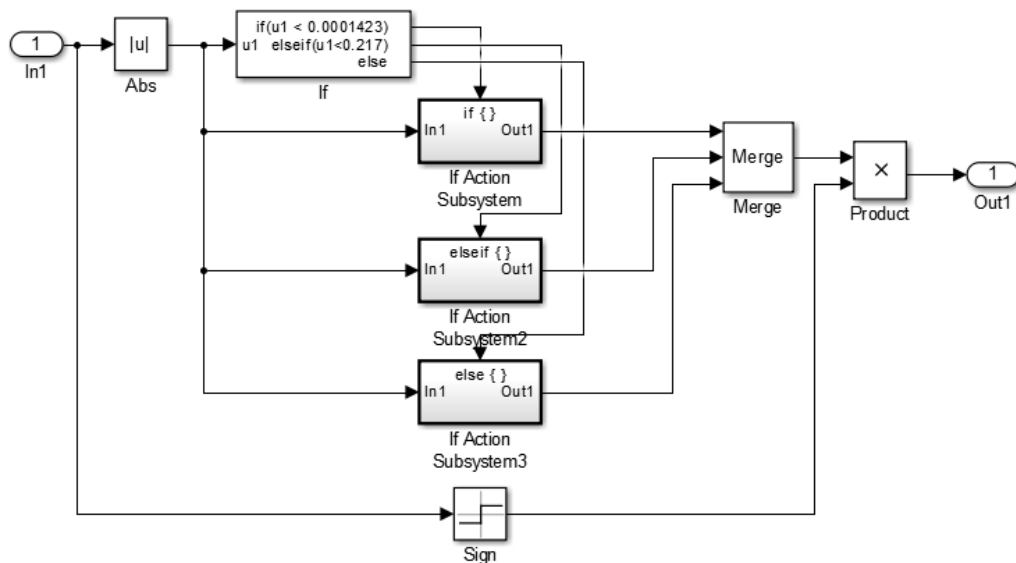 1
In1
|u|
Abs
if(u1 < 0.0001423)
u1 elseif(u1<0.217)
else
If
if { }
In1 Out1
If Action
Subsystem
elseif { }
In1 Out1
If Action
Subsystem2
else { }
In1 Out1
If Action
Subsystem3
Merge
Merge
×
Product
1
Out1
Sign